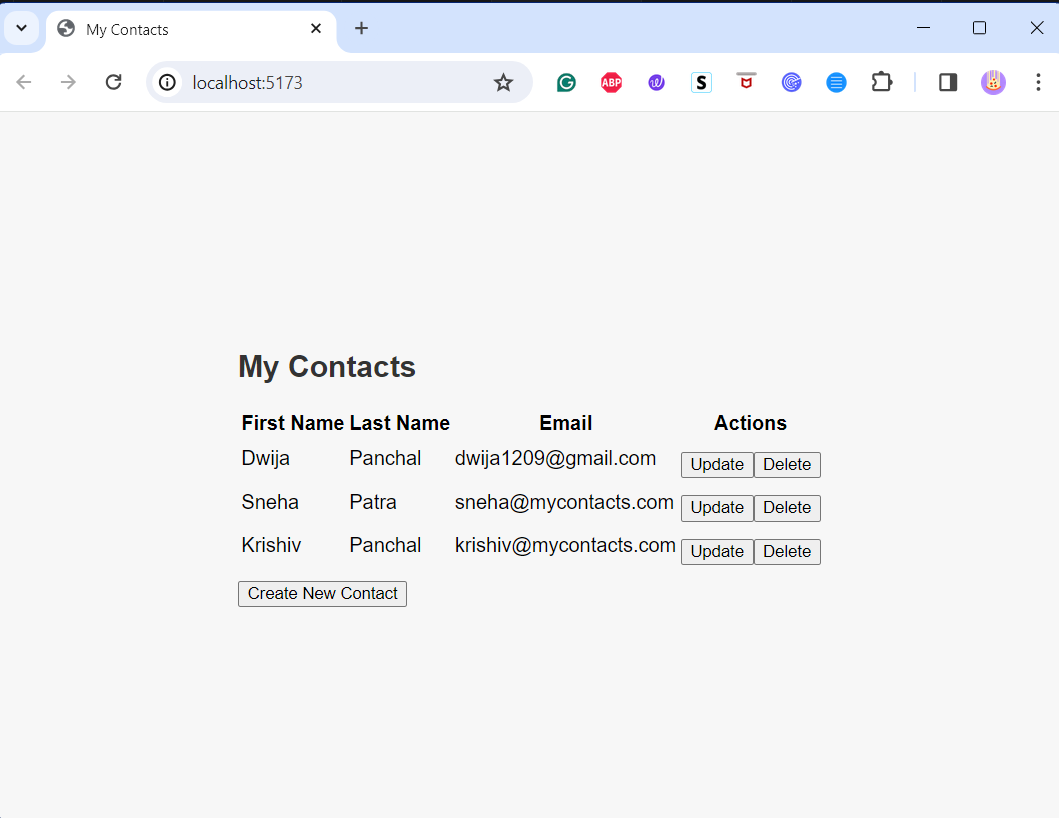 My Contacts
localhost:5173
ABP
S
My Contacts
First Name Last Name Email Actions
Dwija Panchal dwija1209@gmail.com Update Delete
Sneha Patra sneha@mycontacts.com Update Delete
Krishiv Panchal krishiv@mycontacts.com Update Delete
Create New Contact